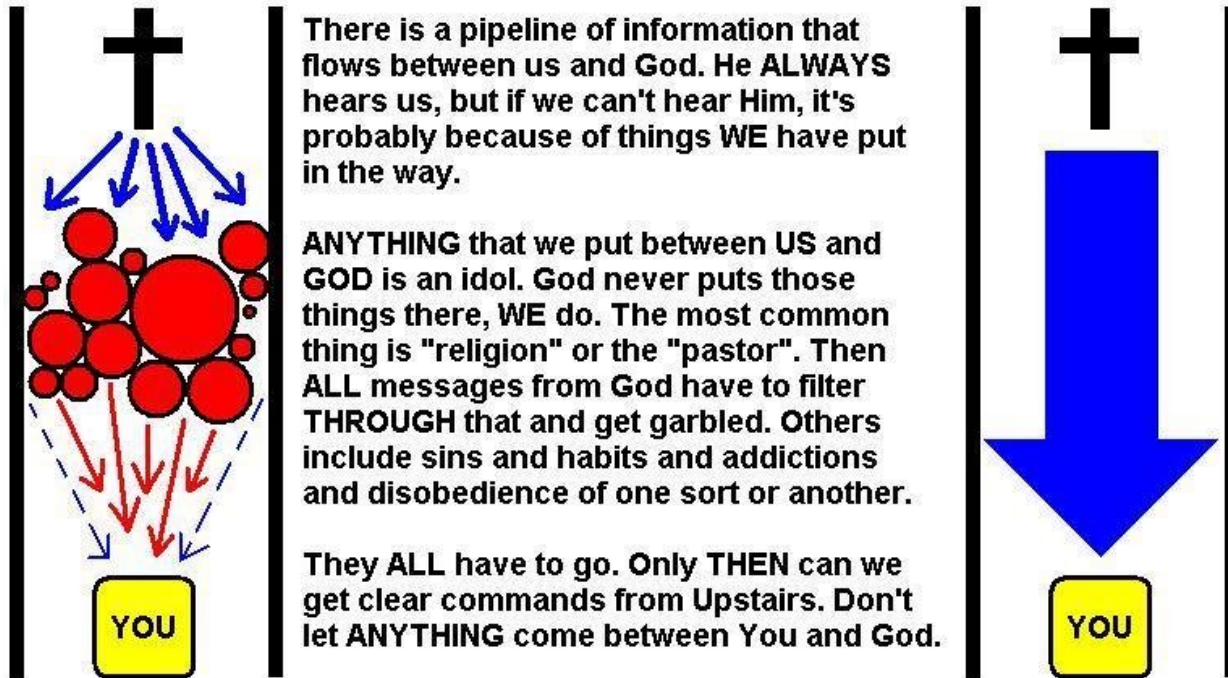 There is a pipeline of information that
flows between us and God. He ALWAYS
hears us, but if we can't hear Him, it's
probably because of things WE have put
in the way.
ANYTHING that we put between US and
GOD is an idol. God never puts those
things there, WE do. The most common
thing is "religion" or the "pastor". Then
ALL messages from God have to filter
THROUGH that and get garbled. Others
include sins and habits and addictions
and disobedience of one sort or another.
They ALL have to go. Only THEN can we
get clear commands from Upstairs. Don't
let ANYTHING come between You and God.
YOU
YOU